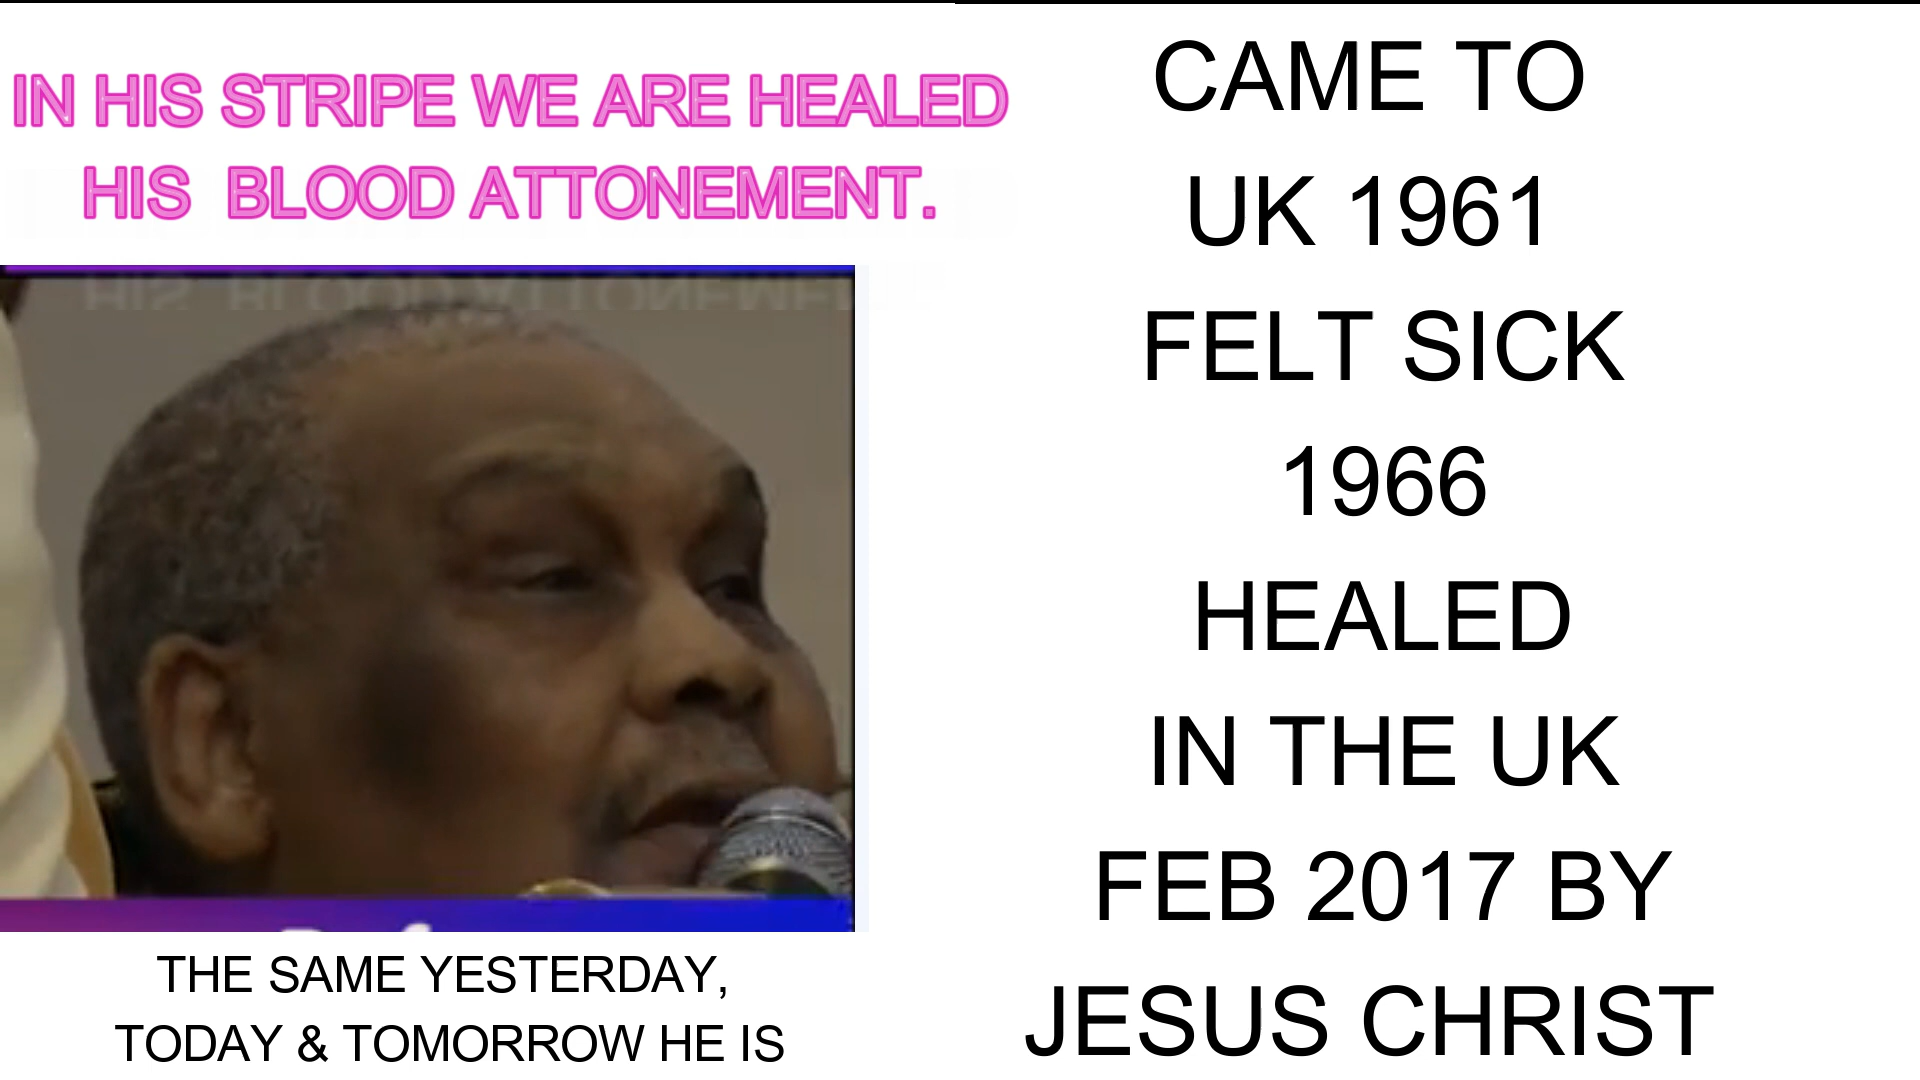 IN HIS STRIPE WE ARE HEALED
HIS BLOOD ATTONEMENT.
THE SAME YESTERDAY,
TODAY & TOMORROW HE IS
CAME TO
UK 1961
FELT SICK
1966
HEALED
IN THE UK
FEB 2017 BY
JESUS CHRIST